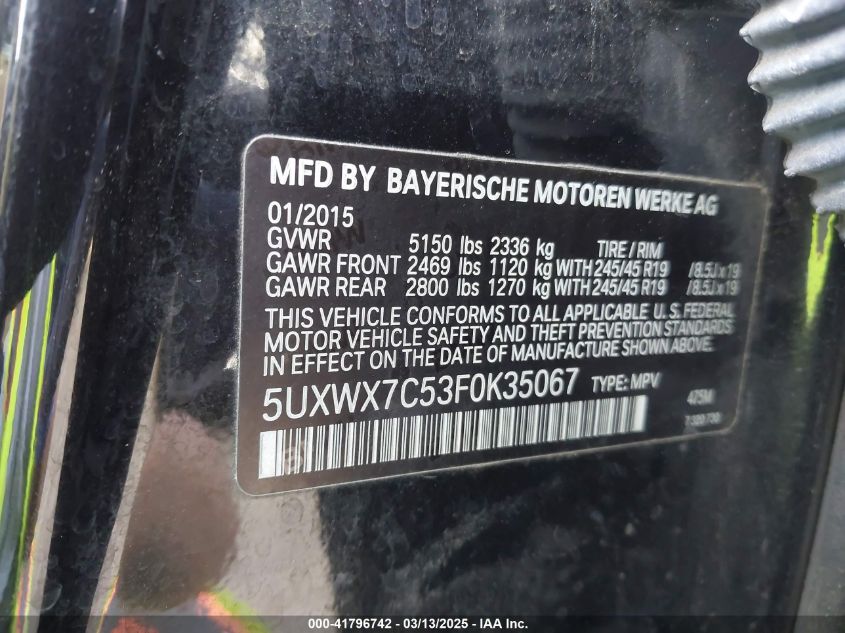 MFD BY BAYERISCHE MOTOREN WERKE AG
01/2015
GVWR 5150 lbs 2336 kg TIRE / RIM
GAWR FRONT 2469 lbs 1120 kg WITH 245/45 R19 /8.5Jx19
GAWR REAR 2800 lbs 1270 kg WITH 245/45 R19 /8.5Jx19
THIS VEHICLE CONFORMS TO ALL APPLICABLE U.S. FEDERAL
MOTOR VEHICLE SAFETY AND THEFT PREVENTION STANDARDS
IN EFFECT ON THE DATE OF MANUFACTURE SHOWN ABOVE.
5UXWX7C53F0K35067 TYPE: MPV
000-41796742 / 03/13/2025 - IAA Inc.